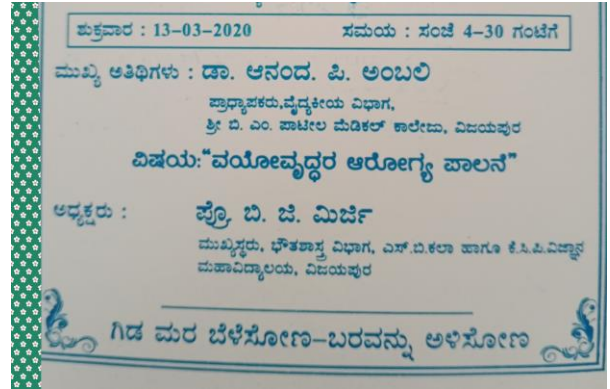 ಶುಕ್ರವಾರ : 13-03-2020 ಸಮಯ : ಸಂಜೆ 4-30 ಗಂಟೆಗೆ
ಮುಖ್ಯ ಅತಿಥಿಗಳು : ಡಾ. ಆನಂದ. ಪಿ. ಅಂಬಲಿ
ಪ್ರಾಧ್ಯಾಪಕರು,ವೈದ್ಯಕೀಯ ವಿಭಾಗ,
ಶ್ರೀ ಬಿ. ಎಂ. ಪಾಟೀಲ ಮೆಡಿಕಲ್ ಕಾಲೇಜು, ವಿಜಯಪುರ
ವಿಷಯ:"ವಯೋವೃದ್ಧರ ಆರೋಗ್ಯ ಪಾಲನೆ"
ಅಧ್ಯಕ್ಷರು : ಪ್ರೊ. ಬಿ. ಜಿ. ಮಿರ್ಜಿ
ಮುಖ್ಯಸ್ಥರು, ಭೌತಶಾಸ್ತ್ರ ವಿಭಾಗ, ಎಸ್.ಬಿ.ಕಲಾ ಹಾಗೂ ಕೆ.ಸಿ.ಪಿ.ವಿಜ್ಞಾನ
ಮಹಾವಿದ್ಯಾಲಯ, ವಿಜಯಪುರ
ಗಿಡ ಮರ ಬೆಳೆಸೋಣ-ಬರವನ್ನು ಅಳಿಸೋಣ